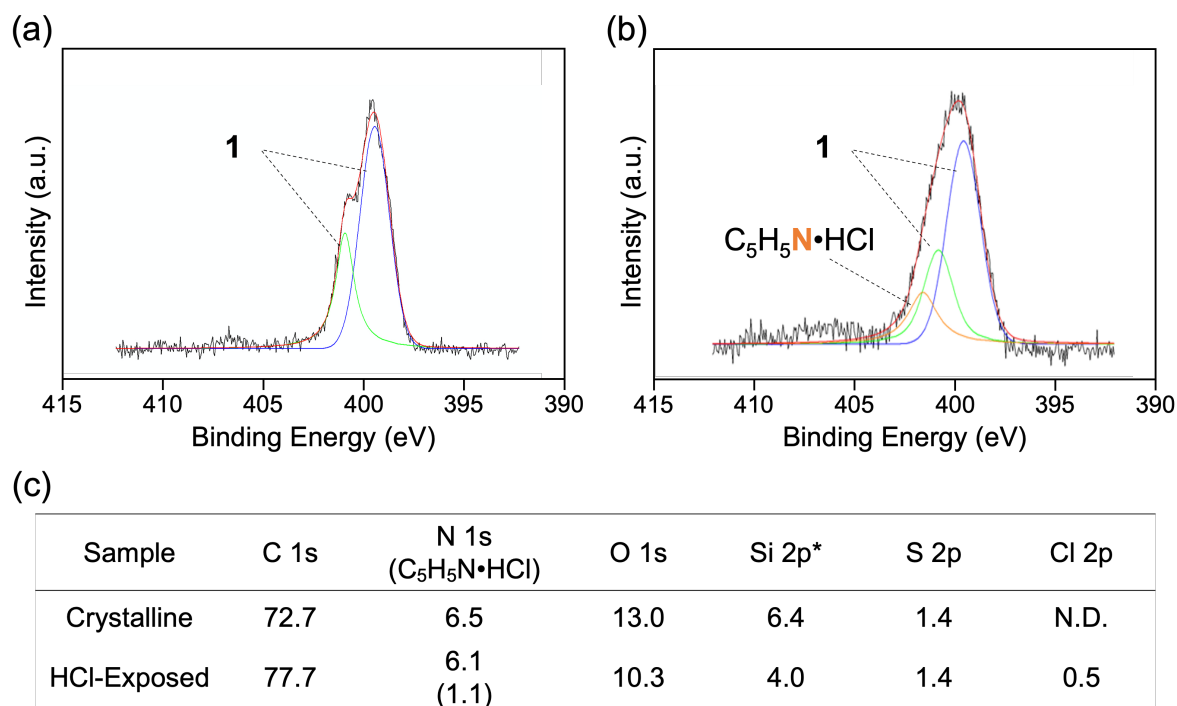 (a)
(b)
1
1
C₅H₅N•HCl
Intensity (a.u.)
Intensity (a.u.)
415 410 405 400 395 390
415 410 405 400 395 390
Binding Energy (eV)
Binding Energy (eV)
(c)
Sample C 1s N 1s (C₅H₅N•HCl) O 1s Si 2p* S 2p Cl 2p
Crystalline 72.7 6.5 13.0 6.4 1.4 N.D.
HCl-Exposed 77.7 6.1 (1.1) 10.3 4.0 1.4 0.5